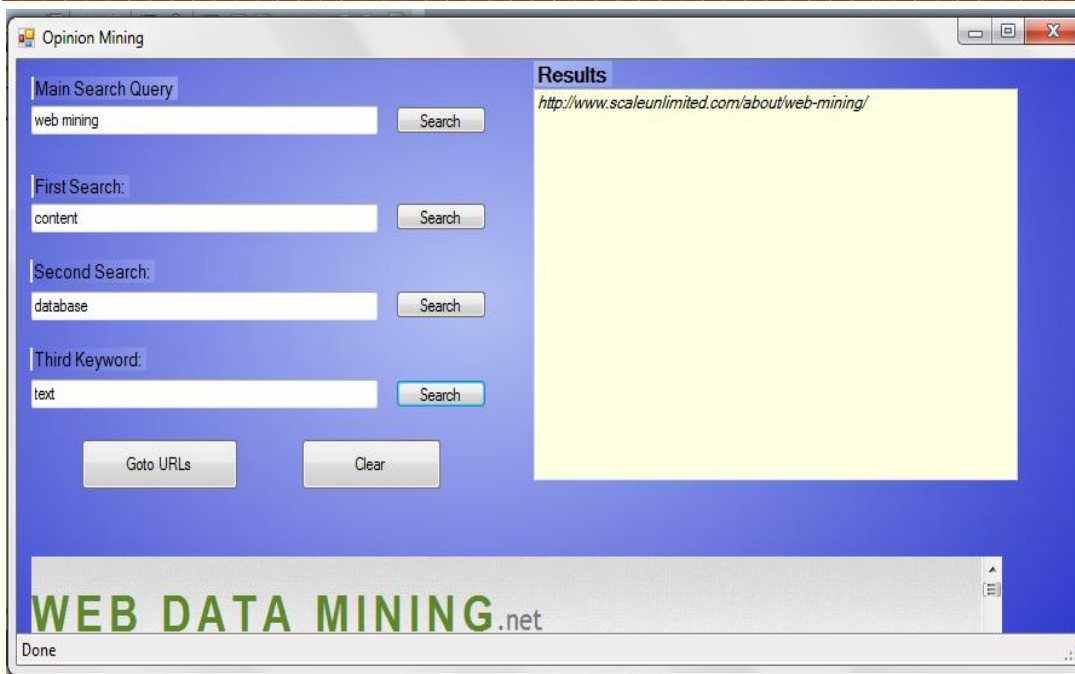 Opinion Mining
Main Search Query
web mining
Search
First Search:
content
Search
Second Search:
database
Search
Third Keyword:
text
Search
Goto URLs
Clear
Results
http://www.scaleunlimited.com/about/web-mining/
WEB DATA MINING.net
Done